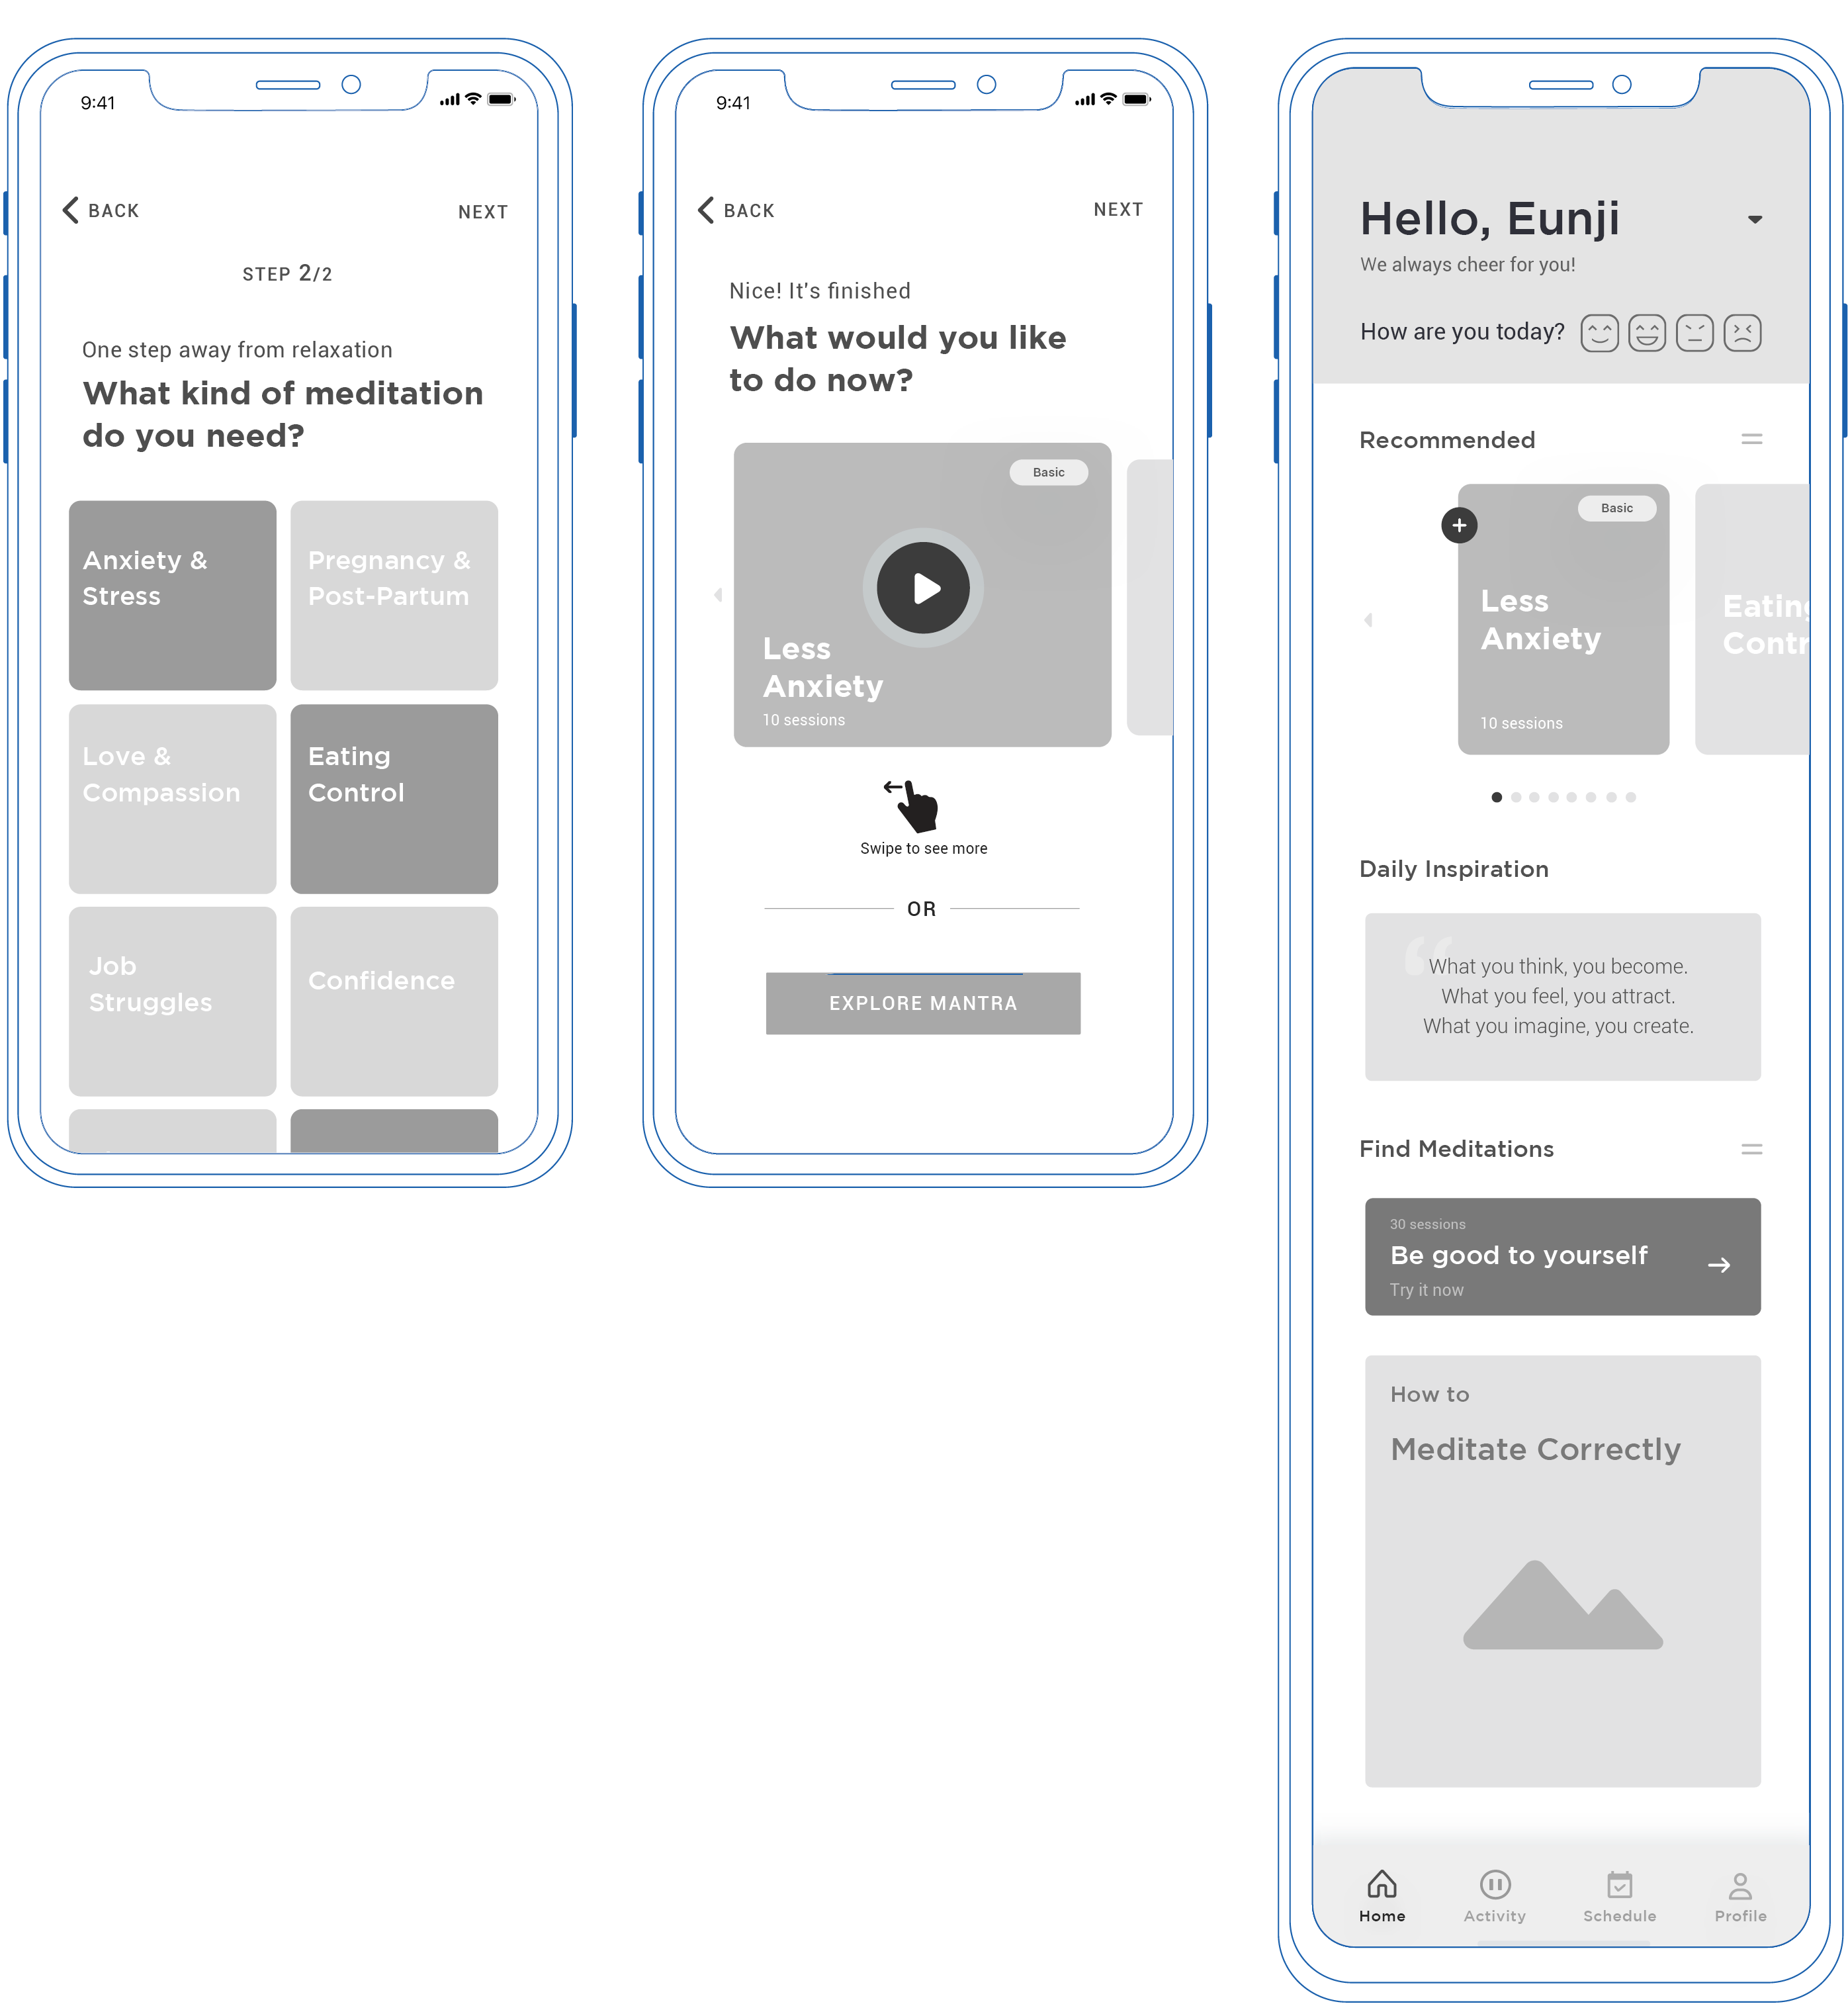 9:41
BACK
NEXT
STEP 2/2
One step away from relaxation
What kind of meditation
do you need?
Anxiety &
Stress
Pregnancy &
Post-Partum
Love &
Compassion
Eating
Control
Job
Struggles
Confidence
9:41
BACK
NEXT
Nice! It's finished
What would you like
to do now?
Basic
Less
Anxiety
10 sessions
Swipe to see more
OR
EXPLORE MANTRA
Hello, Eunji
We always cheer for you!
How are you today?
Recommended
Basic
Less
Anxiety
10 sessions
Eating
Contr
Daily Inspiration
“
What you think, you become.
What you feel, you attract.
What you imagine, you create.
Find Meditations
30 sessions
Be good to yourself
Try it now
How to
Meditate Correctly
Home
Activity
Schedule
Profile